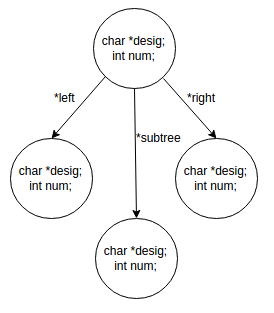 char *desig;
int num;
*left
*right
*subtree
char *desig;
int num;
char *desig;
int num;
char *desig;
int num;